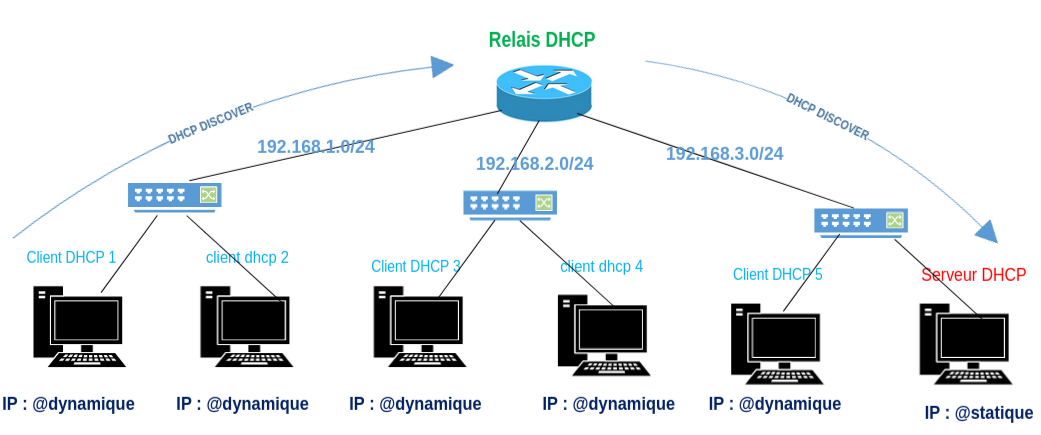 Relais DHCP
DHCP DISCOVER
DHCP DISCOVER
192.168.1.0/24
192.168.2.0/24
192.168.3.0/24
Client DHCP 1
client dhcp 2
Client DHCP 3
client dhcp 4
Client DHCP 5
Serveur DHCP
IP : @dynamique
IP : @dynamique
IP : @dynamique
IP : @dynamique
IP : @dynamique
IP : @statique